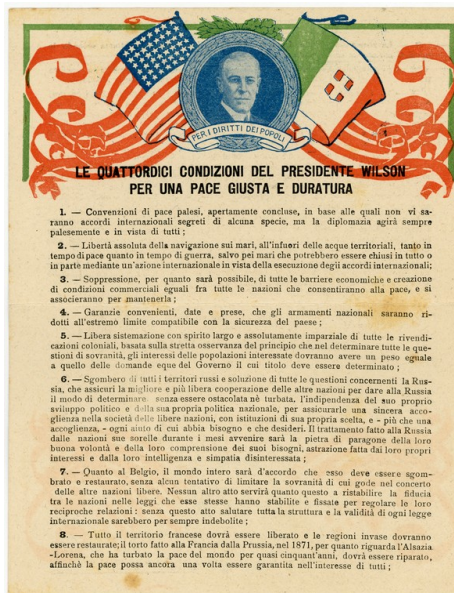 PER I DIRITTI DEI POPOLI
LE QUATTORDICI CONDIZIONI DEL PRESIDENTE WILSON
PER UNA PACE GIUSTA E DURATURA
1. — Convenzioni di pace palesi, apertamente concluse, in base alle quali non vi sa-
ranno accordi internazionali segreti di alcuna specie, ma la diplomazia agirà sempre
palesemente e in vista di tutti ;
2. — Libertà assoluta della navigazione sui mari, all'infuori delle acque territoriali, tanto in
tempo di pace quanto in tempo di guerra, salvo pei mari che potrebbero essere chiusi in tutto o
in parte mediante un'azione internazionale in vista della esecuzione degli accordi internazionali;
3. — Soppressione, per quanto sarà possibile, di tutte le barriere economiche e creazione
di condizioni commerciali eguali fra tutte le nazioni che consentiranno alla pace, e si
associeranno per mantenerla ;
4. — Garanzie convenienti, date e prese, che gli armamenti nazionali saranno ri-
dotti all'estremo limite compatibile con la sicurezza del paese ;
5. — Libera sistemazione con spirito largo e assolutamente imparziale di tutte le rivendi-
cazioni coloniali, basata sulla stretta osservanza del principio che nel determinare tutte le que-
stioni di sovranità, gli interessi delle popolazioni interessate dovranno avere un peso eguale
a quello delle domande eque del Governo il cui titolo deve essere determinato ;
6. — Sgombero di tutti i territori russi e soluzione di tutte le questioni concernenti la Rus-
sia, che assicuri la migliore e più libera cooperazione delle altre nazioni per dare alla Russia
il modo di determinare senza essere ostacolata nè turbata, l'indipendenza del suo proprio
sviluppo politico e della sua propria politica nazionale, per assicurarle una sincera acco-
glienza nella società delle libere nazioni, con istituzioni di sua propria scelta, e - più che una
accoglienza, - ogni aiuto di cui abbia bisogno e che desideri. Il trattamento fatto alla Russia
dalle nazioni sue sorelle durante i mesi avvenire sarà la pietra di paragone della loro
buona volontà e della loro comprensione dei suoi bisogni, astrazione fatta dai loro propri
interessi e dalla loro intelligenza e simpatia disinteressata ;
7. — Quanto al Belgio, il mondo intero sarà d'accordo che esso deve essere sgom-
brato e restaurato, senza alcun tentativo di limitare la sovranità di cui gode nel concerto
delle altre nazioni libere. Nessun altro atto servirà quanto questo a ristabilire la fiducia
tra le nazioni nelle leggi che esse stesse hanno stabilite e fissate per regolare le loro
reciproche relazioni : senza questo atto salutare tutta la struttura e la validità di ogni legge
internazionale sarebbero per sempre indebolite ;
8. — Tutto il territorio francese dovrà essere liberato e le regioni invase dovranno
essere restaurate; il torto fatto alla Francia dalla Prussia, nel 1871, per quanto riguarda l'Alsazia
-Lorena, che ha turbato la pace del mondo per quasi cinquant'anni, dovrà essere riparato,
affinchè la pace possa ancora una volta essere garantita nell'interesse di tutti ;